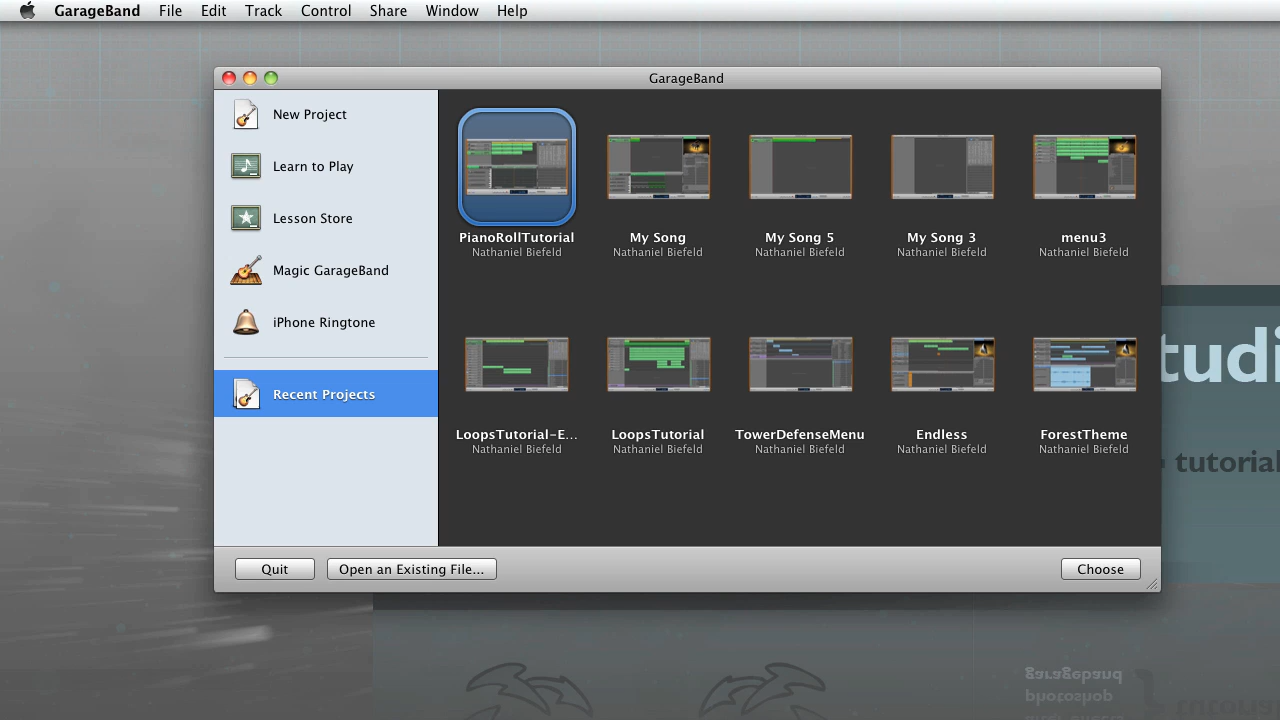 GarageBand File Edit Track Control Share Window Help
GarageBand
New Project
Learn to Play
Lesson Store
Magic GarageBand
iPhone Ringtone
Recent Projects
PianoRollTutorial
Nathaniel Biefeld
My Song
Nathaniel Biefeld
My Song 5
Nathaniel Biefeld
My Song 3
Nathaniel Biefeld
menu3
Nathaniel Biefeld
LoopsTutorial-E...
Nathaniel Biefeld
LoopsTutorial
Nathaniel Biefeld
TowerDefenseMenu
Nathaniel Biefeld
Endless
Nathaniel Biefeld
ForestTheme
Nathaniel Biefeld
Quit
Open an Existing File...
Choose
tudi
tutorial
garageband
photoshop